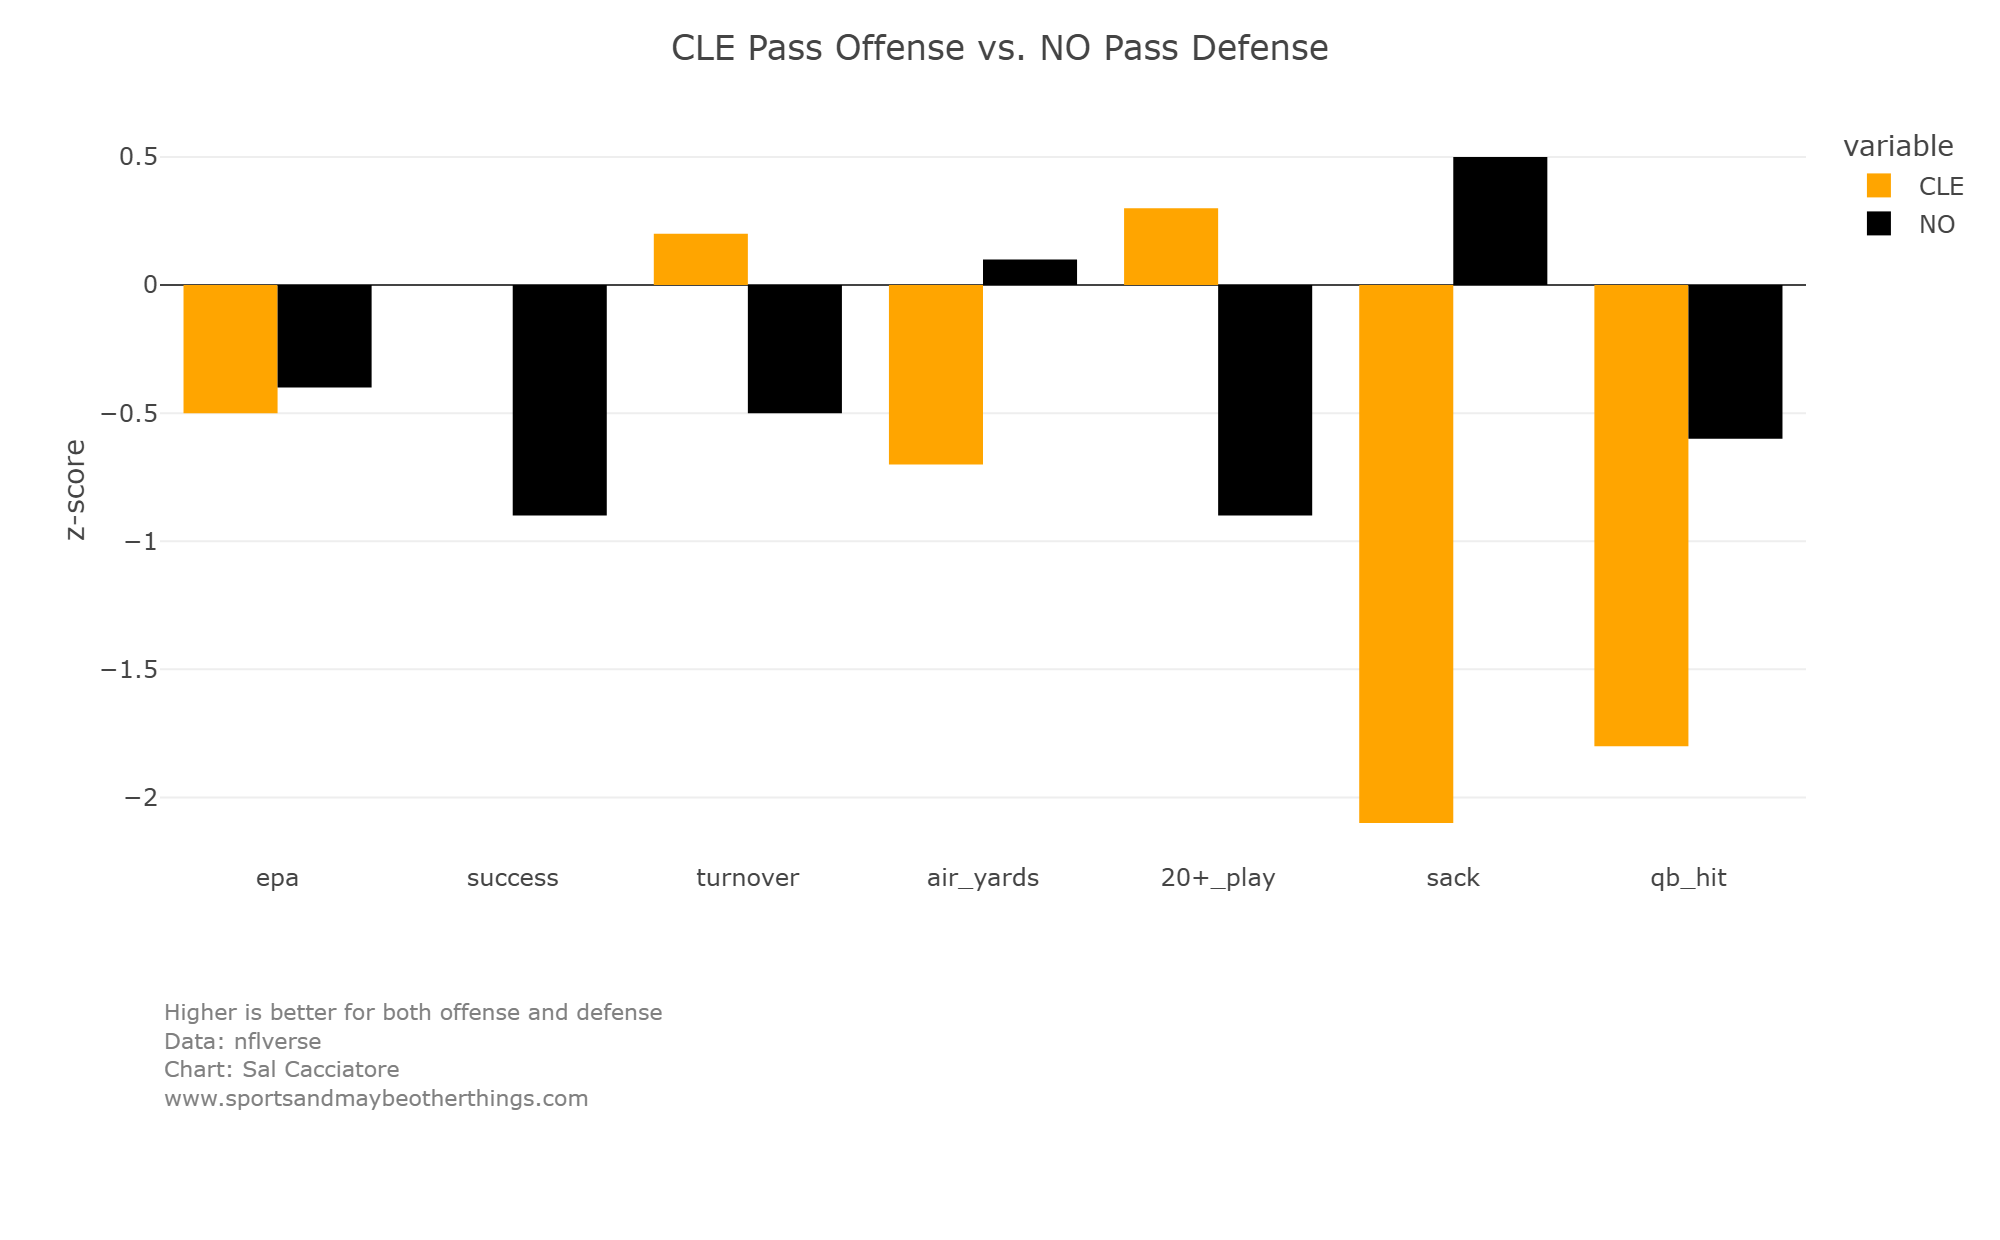 CLE Pass Offense vs. NO Pass Defense
variable
CLE
NO
0.5
0
−0.5
−1
−1.5
−2
z-score
epa
success
turnover
air_yards
20+_play
sack
qb_hit
Higher is better for both offense and defense
Data: nflverse
Chart: Sal Cacciatore
www.sportsandmaybeotherthings.com